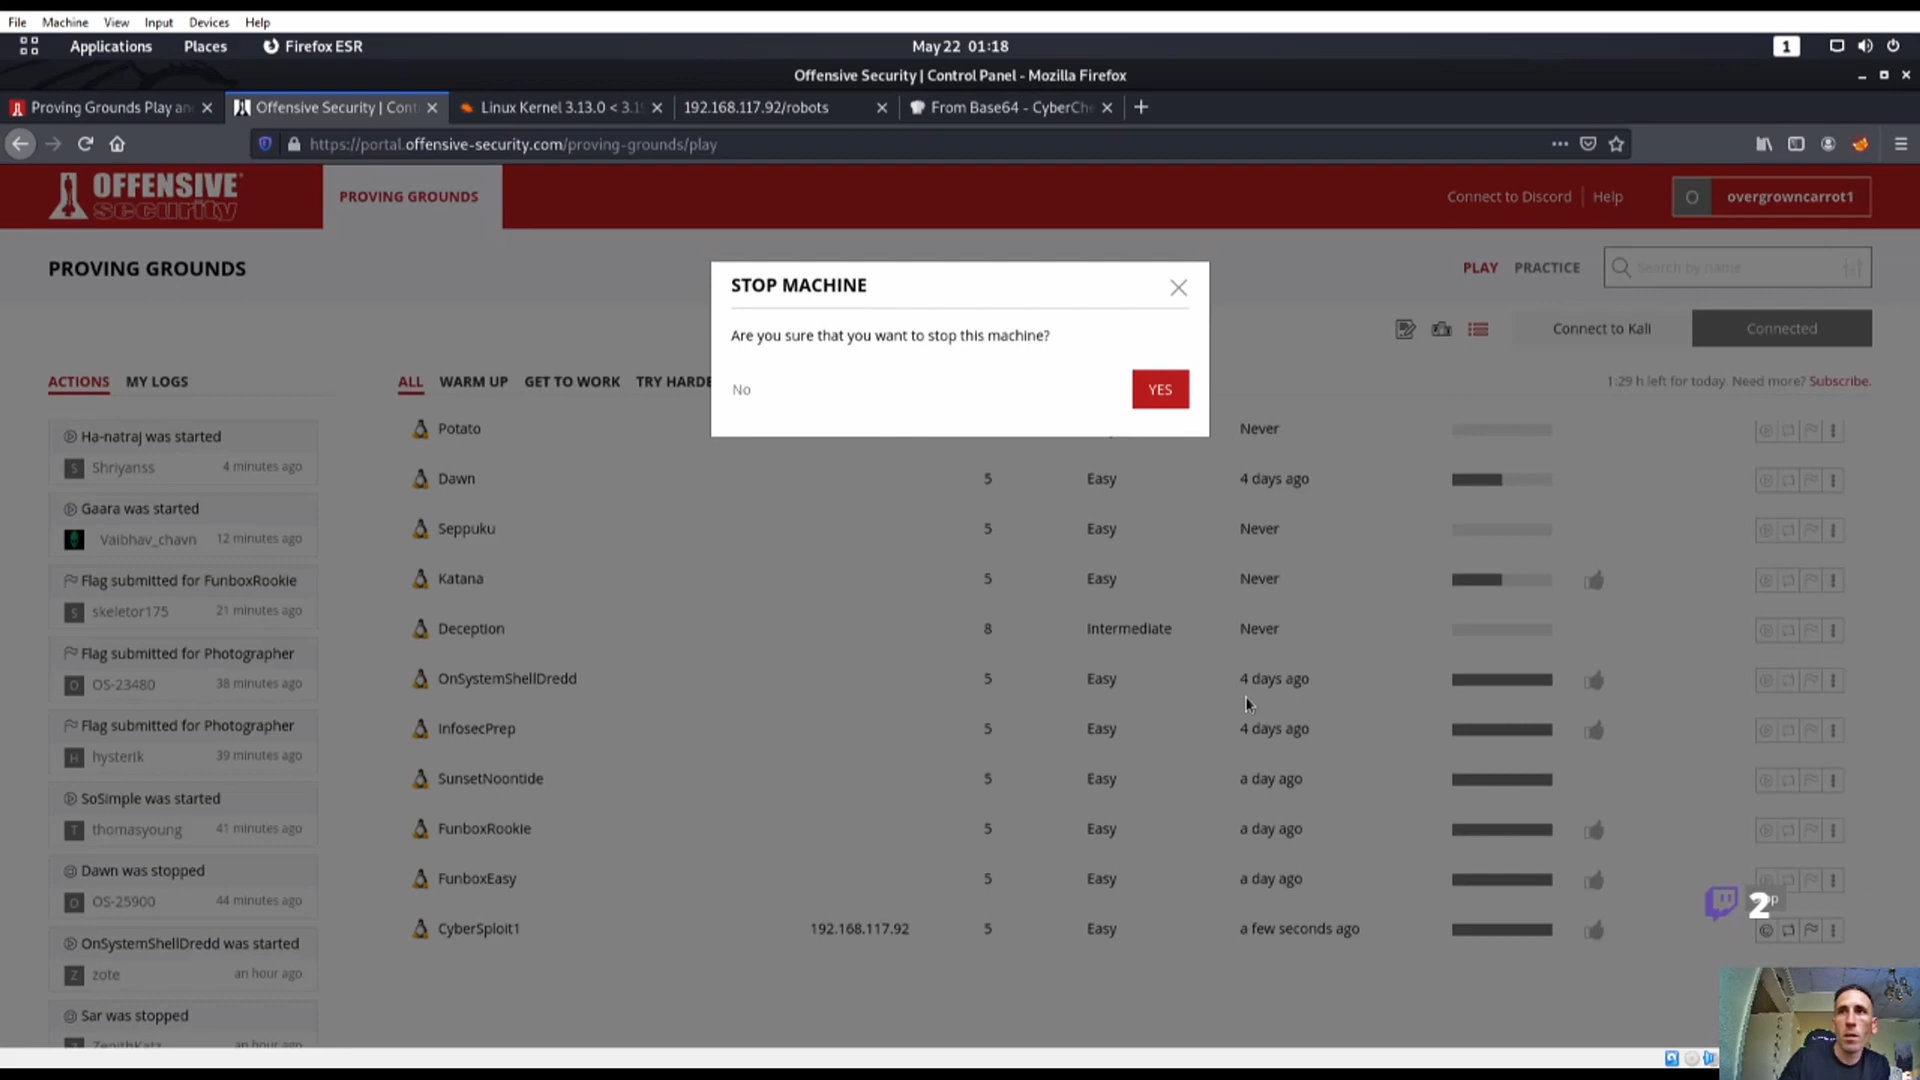 File Machine View Input Devices Help
Applications Places Firefox ESR May 22 01:18 1
Offensive Security | Control Panel - Mozilla Firefox
Proving Grounds Play an Offensive Security | Cont Linux Kernel 3.13.0 < 3.1 192.168.117.92/robots From Base64 - CyberChe
https://portal.offensive-security.com/proving-grounds/play
OFFENSIVE security PROVING GROUNDS Connect to Discord | Help O overgrowncarrot1
PROVING GROUNDS PLAY PRACTICE Search by name
STOP MACHINE
Are you sure that you want to stop this machine?
No YES
Connect to Kali Connected
ACTIONS MY LOGS ALL WARM UP GET TO WORK TRY HARDE 1:29 h left for today. Need more? Subscribe.
Ha-natraj was started
S Shriyanss 4 minutes ago
Gaara was started
Vaibhav_chavn 12 minutes ago
Flag submitted for FunboxRookie
S skeletor175 21 minutes ago
Flag submitted for Photographer
O OS-23480 38 minutes ago
Flag submitted for Photographer
H hysterik 39 minutes ago
SoSimple was started
T thomasyoung 41 minutes ago
Dawn was stopped
O OS-25900 44 minutes ago
OnSystemShellDredd was started
Z zote an hour ago
Sar was stopped
Z ZenithKatz an hour ago
Potato Never
Dawn 5 Easy 4 days ago
Seppuku 5 Easy Never
Katana 5 Easy Never
Deception 8 Intermediate Never
OnSystemShellDredd 5 Easy 4 days ago
InfosecPrep 5 Easy 4 days ago
SunsetNoontide 5 Easy a day ago
FunboxRookie 5 Easy a day ago
FunboxEasy 5 Easy a day ago
CyberSploit1 192.168.117.92 5 Easy a few seconds ago
2